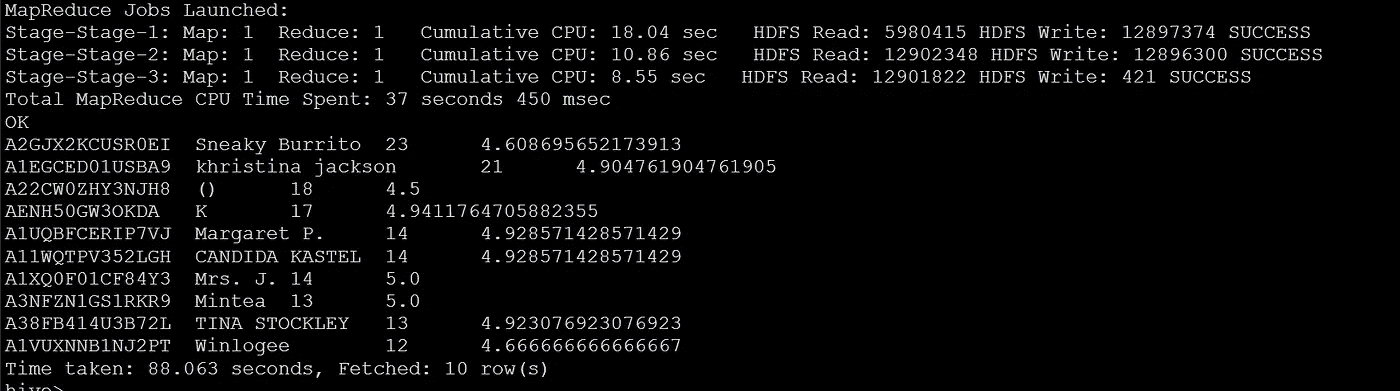 MapReduce Jobs Launched:
Stage-Stage-1: Map: 1  Reduce: 1   Cumulative CPU: 18.04 sec   HDFS Read: 5980415 HDFS Write: 12897374 SUCCESS
Stage-Stage-2: Map: 1  Reduce: 1   Cumulative CPU: 10.86 sec   HDFS Read: 12902348 HDFS Write: 12896300 SUCCESS
Stage-Stage-3: Map: 1  Reduce: 1   Cumulative CPU: 8.55 sec   HDFS Read: 12901822 HDFS Write: 421 SUCCESS
Total MapReduce CPU Time Spent: 37 seconds 450 msec
OK
A2GJX2KCUSR0EI  Sneaky Burrito  23      4.608695652173913
A1EGCED01USBA9  khristina jackson       21      4.904761904761905
A22CW0ZHY3NJH8  ()      18      4.5
AENH50GW3OKDA   K       17      4.9411764705882355
A1UQBFCERIP7VJ  Margaret P.     14      4.928571428571429
A11WQTPV352LGH  CANDIDA KASTEL  14      4.928571428571429
A1XQ0F01CF84Y3  Mrs. J. 14      5.0
A3NFZN1GS1RKR9  Mintea  13      5.0
A38FB414U3B72L  TINA STOCKLEY   13      4.923076923076923
A1VUXNNB1NJ2PT  Winlogee        12      4.666666666666667
Time taken: 88.063 seconds, Fetched: 10 row(s)
hive>